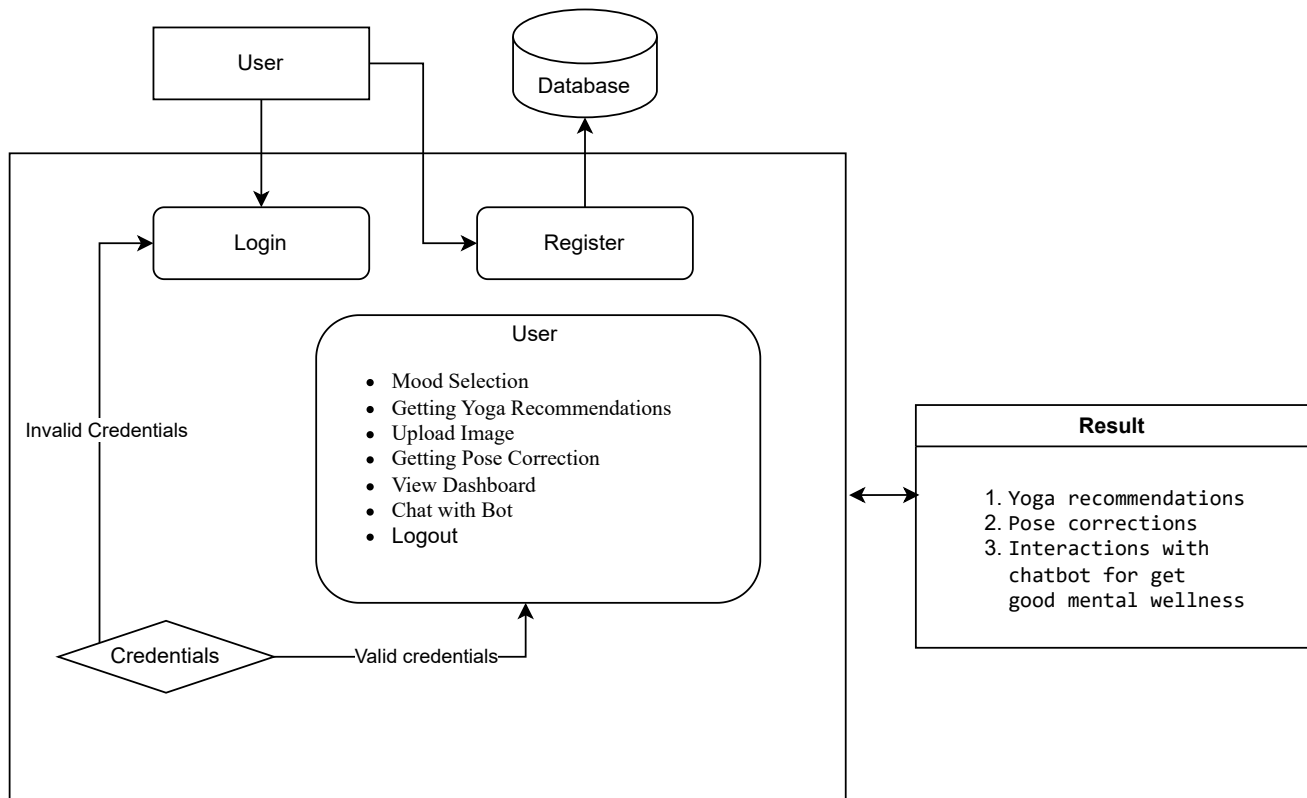 User
Database
Login
Register
User
• Mood Selection
• Getting Yoga Recommendations
• Upload Image
• Getting Pose Correction
• View Dashboard
• Chat with Bot
• Logout
Invalid Credentials
Credentials
Valid credentials
Result
1. Yoga recommendations
2. Pose corrections
3. Interactions with
chatbot for get
good mental wellness